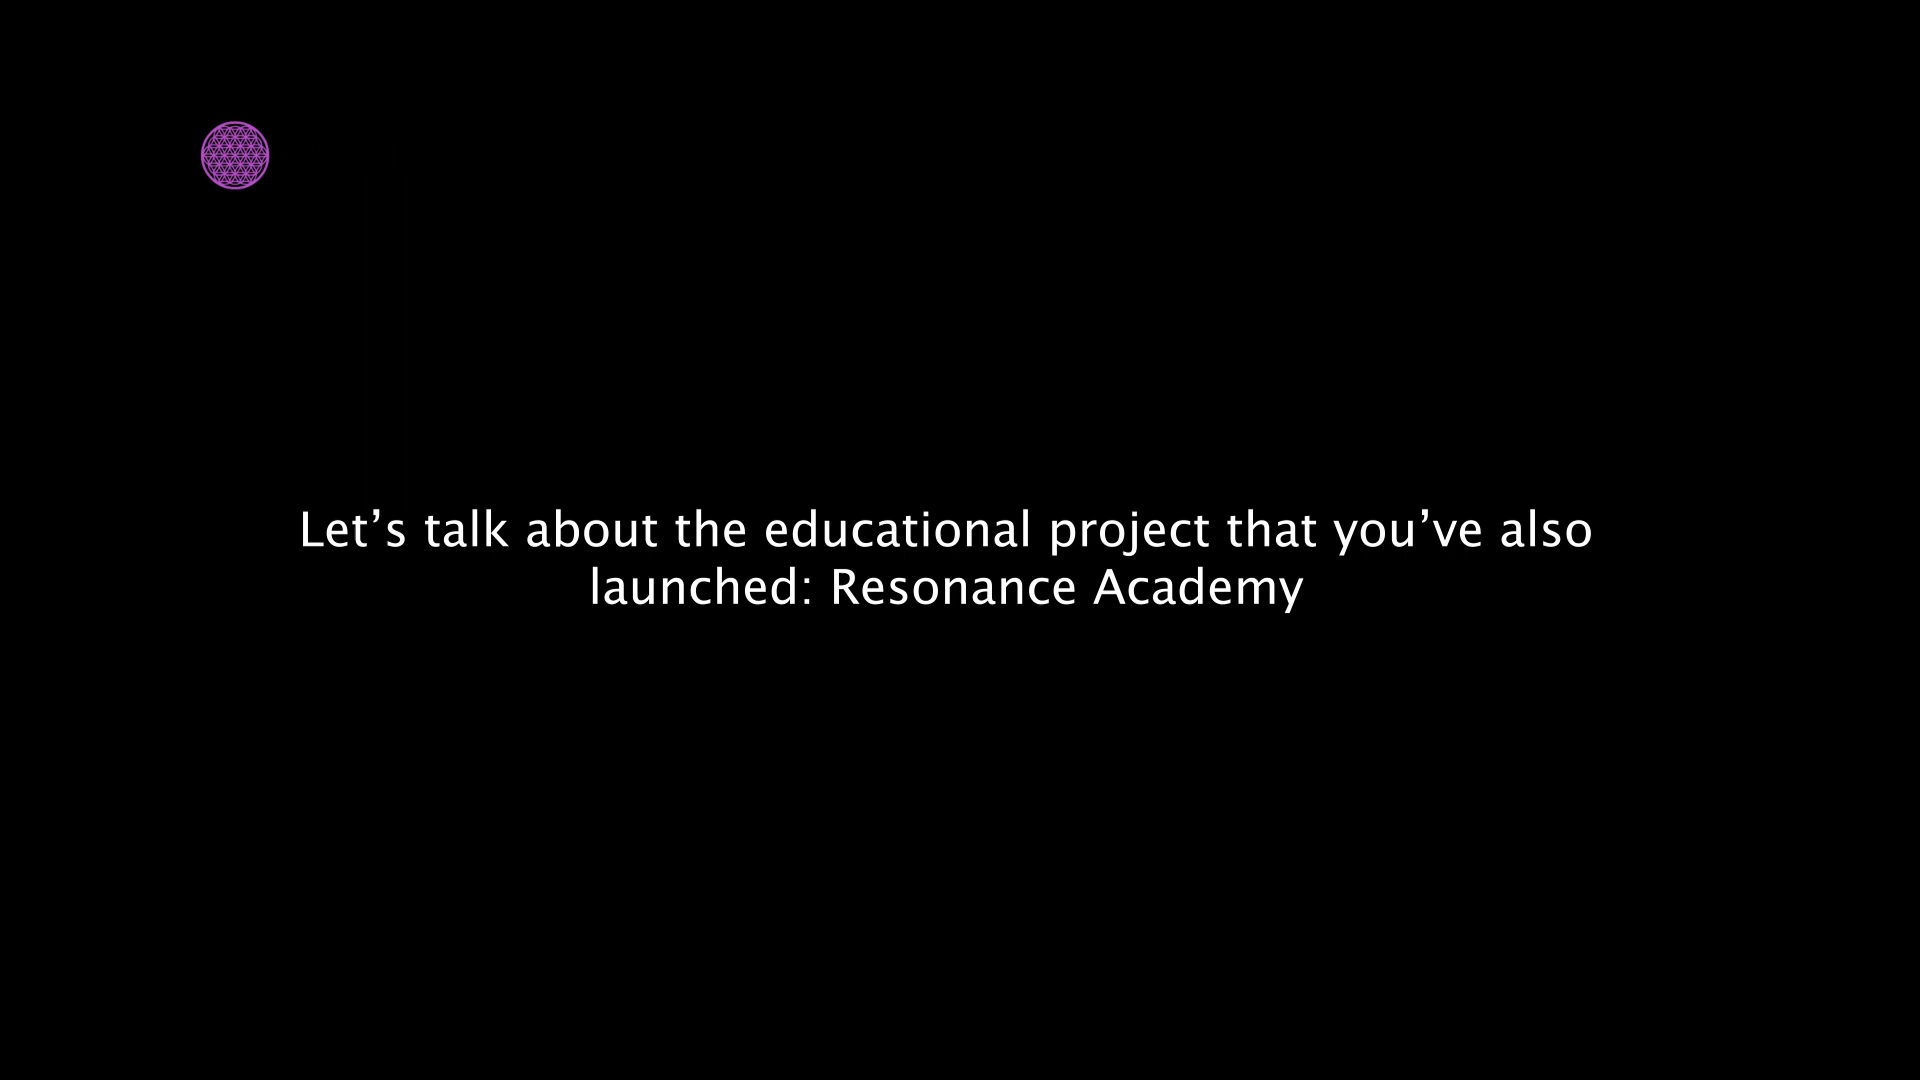 Let’s talk about the educational project that you’ve also
launched: Resonance Academy